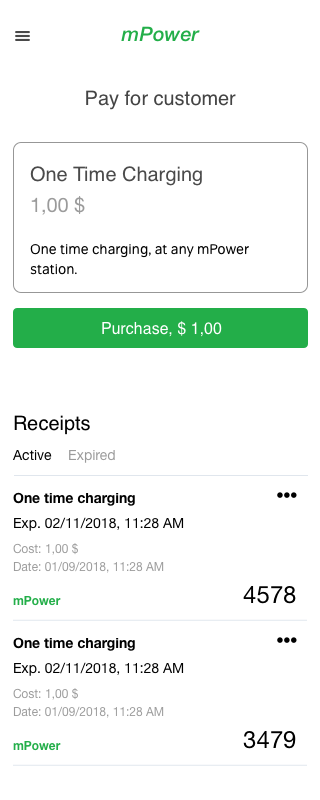 mPower
Pay for customer
One Time Charging
1,00 $
One time charging, at any mPower
station.
Purchase, $ 1,00
Receipts
Active Expired
One time charging
Exp. 02/11/2018, 11:28 AM
Cost: 1,00 $
Date: 01/09/2018, 11:28 AM
mPower 4578
One time charging
Exp. 02/11/2018, 11:28 AM
Cost: 1,00 $
Date: 01/09/2018, 11:28 AM
mPower 3479